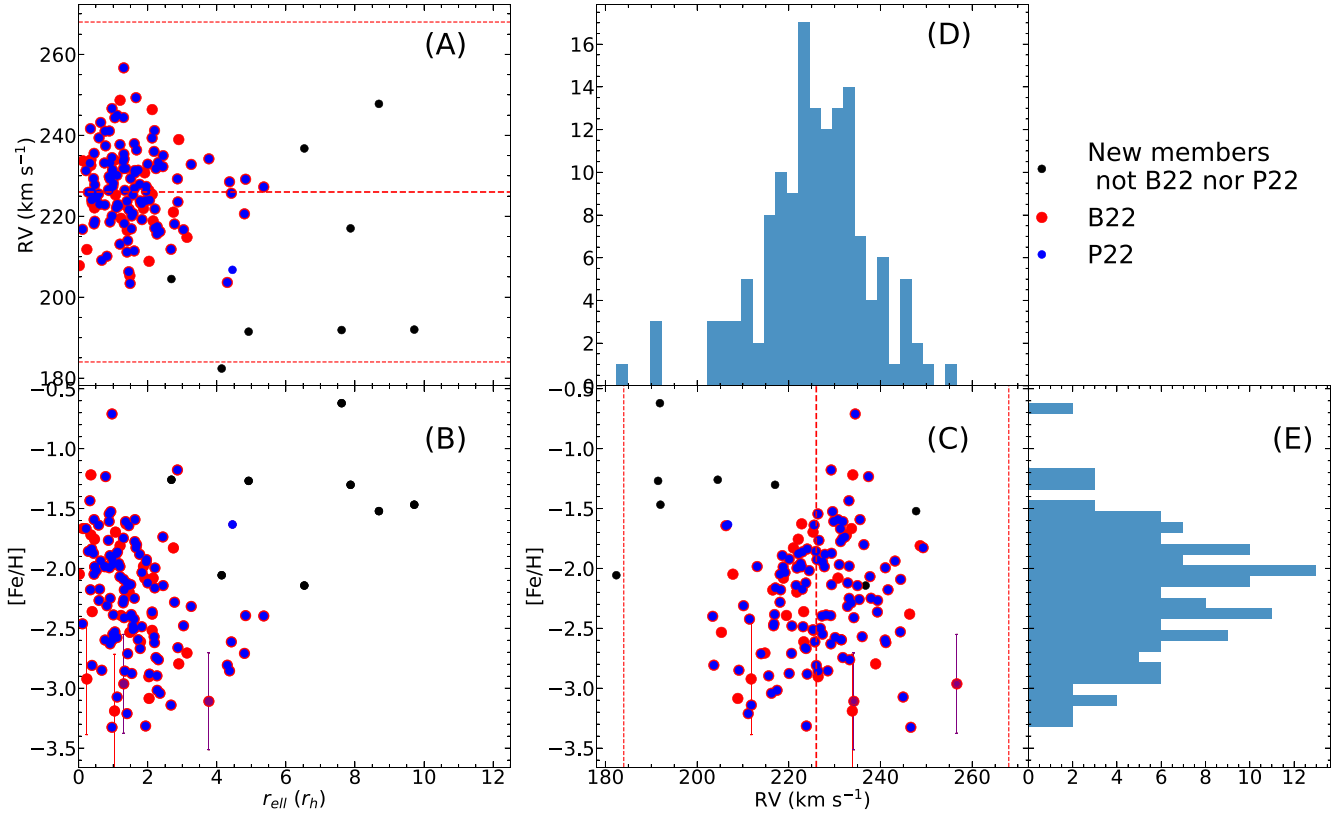 (A)
RV (km s⁻¹)
260
240
220
200
180
(D)
16
14
12
10
8
6
4
2
0
New members
not B22 nor P22
B22
P22
(B)
[Fe/H]
−0.5
−1.0
−1.5
−2.0
−2.5
−3.0
−3.5
0 2 4 6 8 10 12
r_ell (r_h)
(C)
[Fe/H]
−0.5
−1.0
−1.5
−2.0
−2.5
−3.0
−3.5
180 200 220 240 260
RV (km s⁻¹)
(E)
0 2 4 6 8 10 12